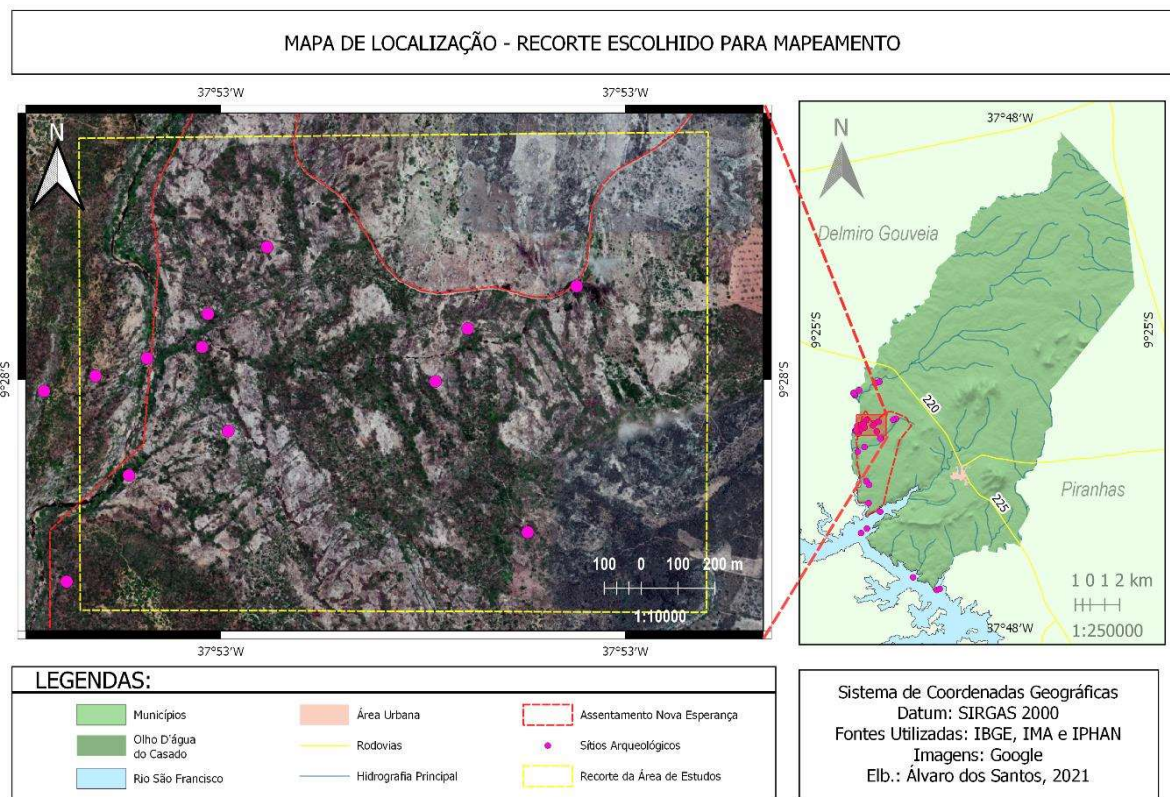 MAPA DE LOCALIZAÇÃO - RECORTE ESCOLHIDO PARA MAPEAMENTO
37°53'W
37°53'W
N
9°28'S
9°28'S
100 0 100 200 m
1:10000
37°53'W
37°53'W
37°48'W
N
Delmiro Gouveia
9°25'S
9°25'S
220
Piranhas
225
1 0 1 2 km
1:250000
37°48'W
LEGENDAS:
Municípios
Olho D'água
do Casado
Rio São Francisco
Área Urbana
Rodovias
Hidrografia Principal
Assentamento Nova Esperança
Sítios Arqueológicos
Recorte da Área de Estudos
Sistema de Coordenadas Geográficas
Datum: SIRGAS 2000
Fontes Utilizadas: IBGE, IMA e IPHAN
Imagens: Google
Elb.: Álvaro dos Santos, 2021